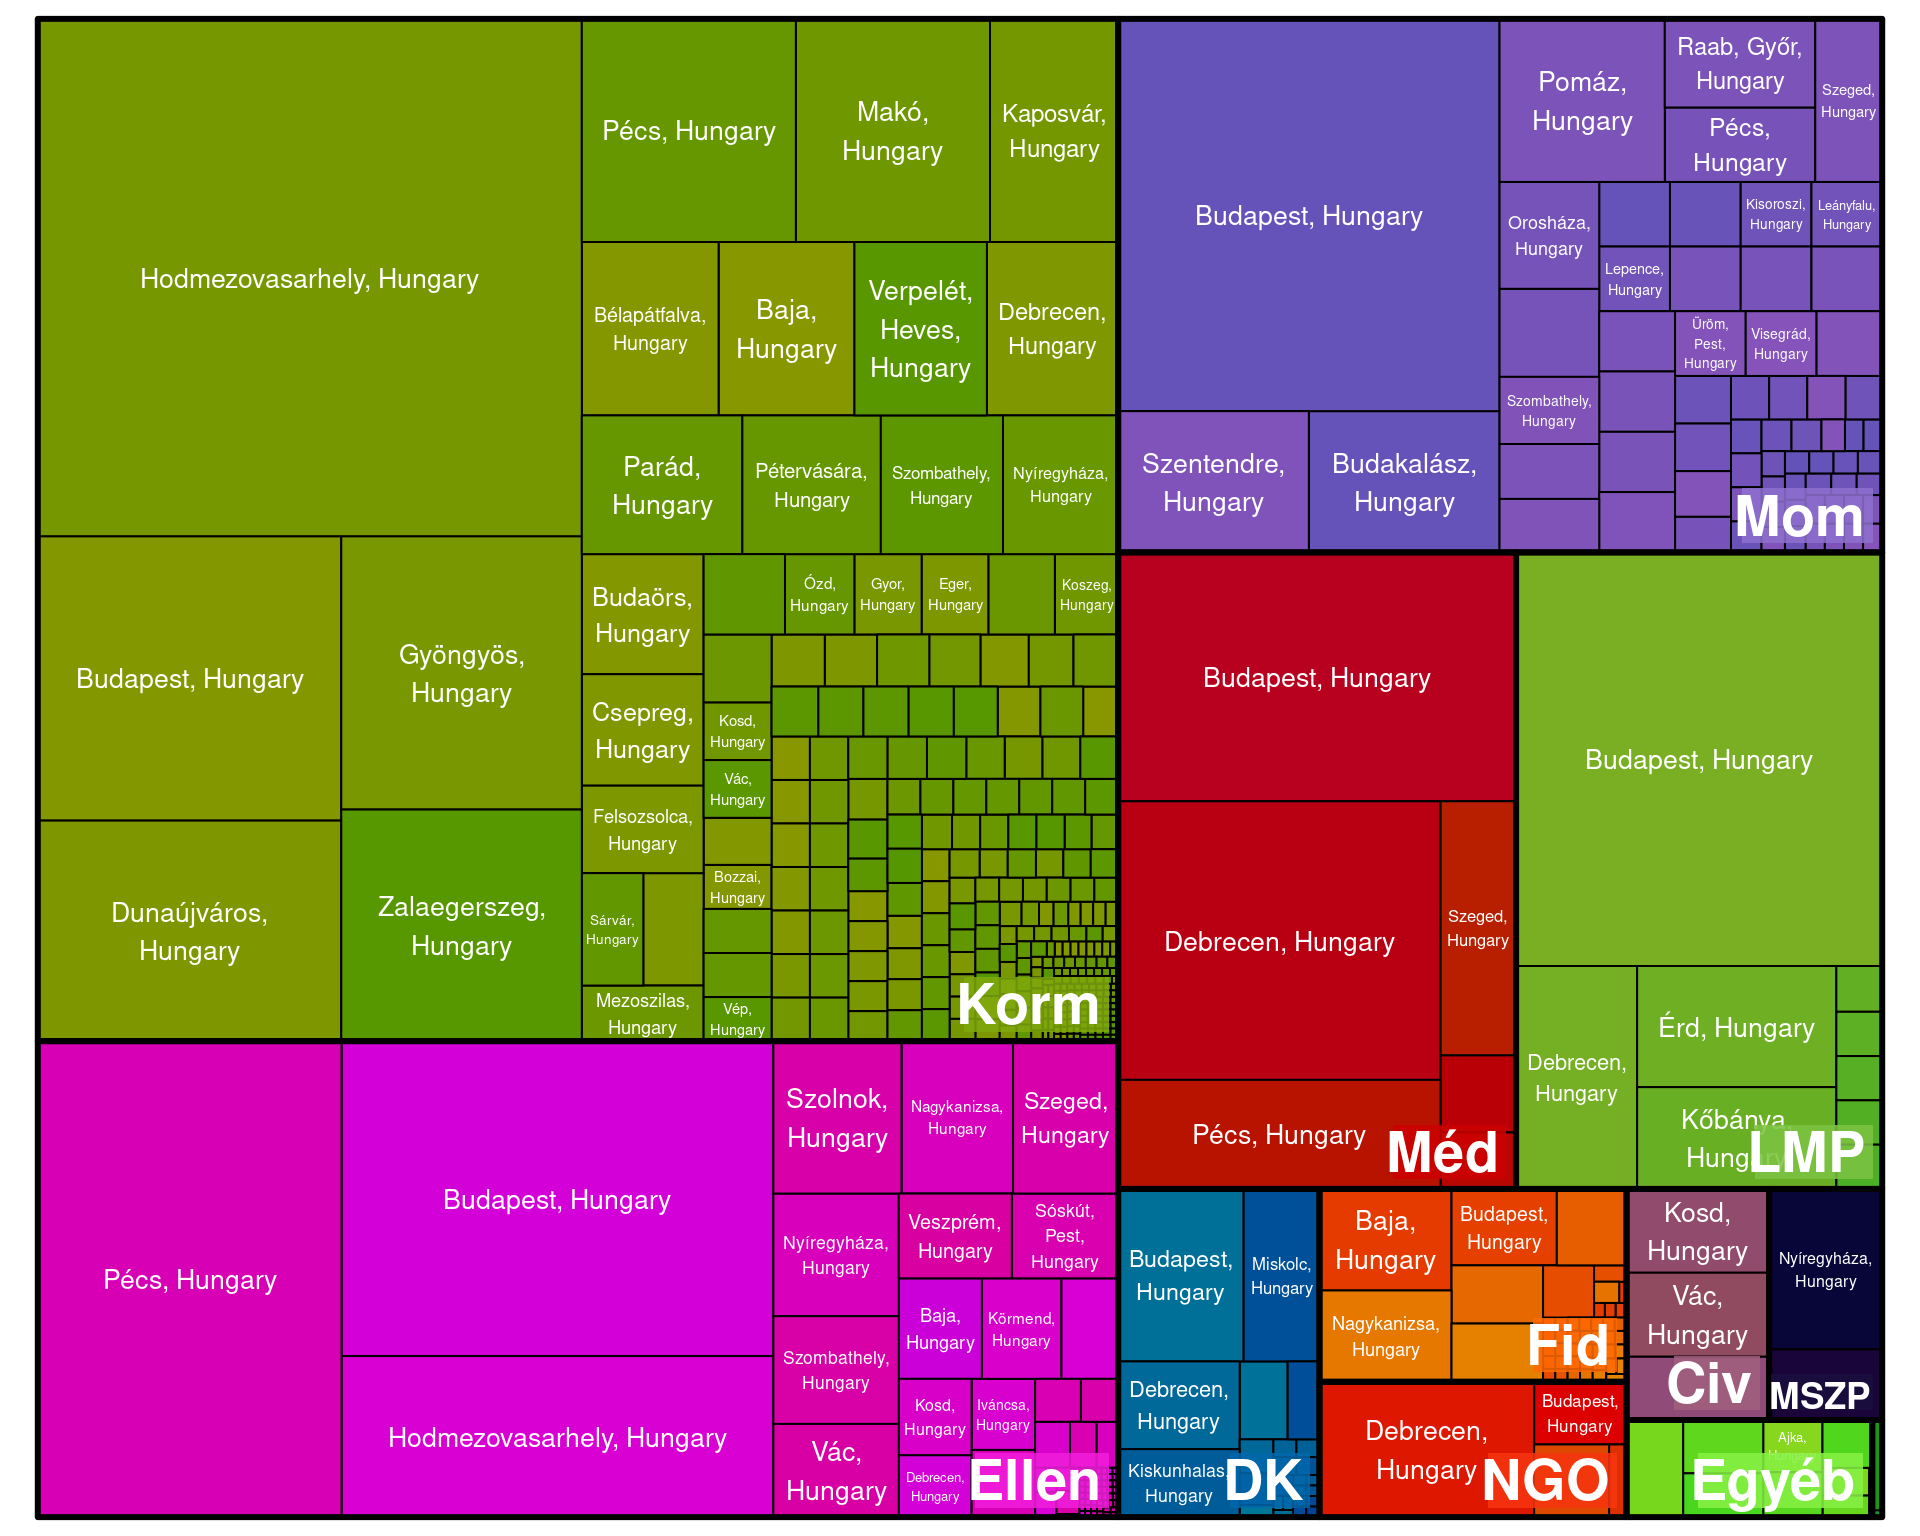 Hodmezovasarhely, Hungary
Pécs, Hungary
Makó,
Hungary
Kaposvár,
Hungary
Bélapátfalva,
Hungary
Baja,
Hungary
Verpelét,
Heves,
Hungary
Debrecen,
Hungary
Parád,
Hungary
Pétervására,
Hungary
Szombathely,
Hungary
Nyíregyháza,
Hungary
Budapest, Hungary
Gyöngyös,
Hungary
Dunaújváros,
Hungary
Zalaegerszeg,
Hungary
Budaörs,
Hungary
Ózd,
Hungary
Gyor,
Hungary
Eger,
Hungary
Koszeg,
Hungary
Csepreg,
Hungary
Kosd,
Hungary
Vác,
Hungary
Felsozsolca,
Hungary
Bozzai,
Hungary
Sárvár,
Hungary
Mezoszilas,
Hungary
Vép,
Hungary
Korm
Budapest, Hungary
Pomáz,
Hungary
Raab, Győr,
Hungary
Pécs,
Hungary
Szeged,
Hungary
Orosháza,
Hungary
Kisoroszi,
Hungary
Leányfalu,
Hungary
Lepence,
Hungary
Üröm,
Pest,
Hungary
Visegrád,
Hungary
Szombathely,
Hungary
Szentendre,
Hungary
Budakalász,
Hungary
Mom
Budapest, Hungary
Debrecen, Hungary
Szeged,
Hungary
Pécs, Hungary
Méd
Budapest, Hungary
Debrecen,
Hungary
Érd, Hungary
Kőbánya,
Hungary
LMP
Pécs, Hungary
Budapest, Hungary
Hodmezovasarhely, Hungary
Szolnok,
Hungary
Nagykanizsa,
Hungary
Szeged,
Hungary
Nyíregyháza,
Hungary
Veszprém,
Hungary
Sóskút,
Pest,
Hungary
Baja,
Hungary
Körmend,
Hungary
Szombathely,
Hungary
Kosd,
Hungary
Iváncsa,
Hungary
Vác,
Hungary
Debrecen,
Hungary
Ellen
Budapest,
Hungary
Miskolc,
Hungary
Debrecen,
Hungary
Kiskunhalas,
Hungary
DK
Baja,
Hungary
Budapest,
Hungary
Nagykanizsa,
Hungary
Fid
Debrecen,
Hungary
Budapest,
Hungary
NGO
Kosd,
Hungary
Vác,
Hungary
Civ
Nyíregyháza,
Hungary
MSZP
Ajka,
Hungary
Egyéb